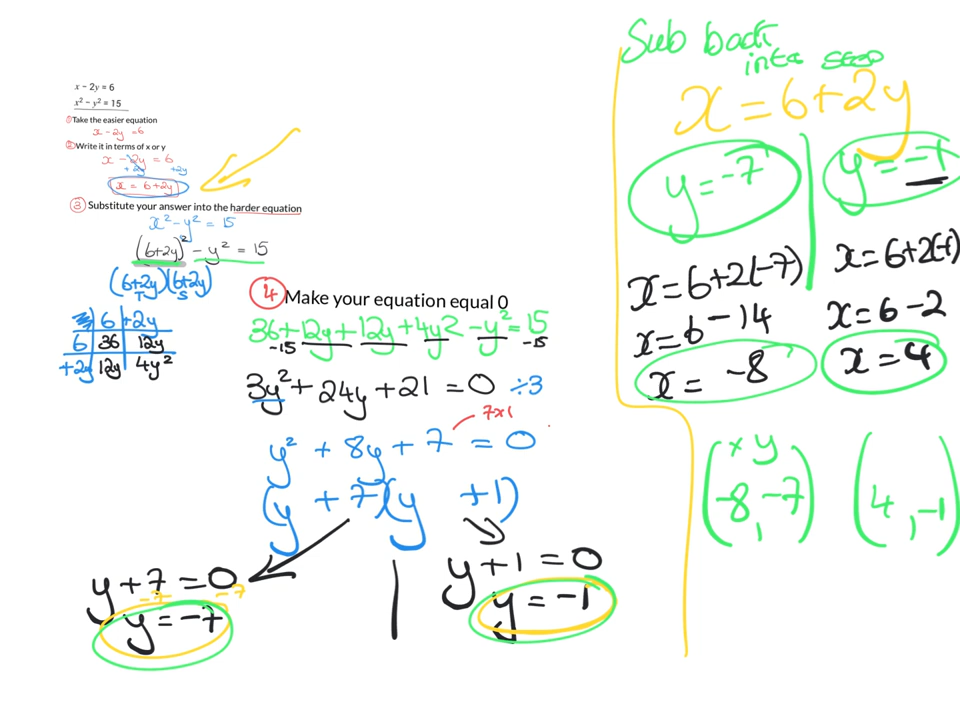 x − 2y = 6
x² − y² = 15
① Take the easier equation
x − 2y = 6
② Write it in terms of x or y
x − 2y = 6
+2y +2y
x = 6+2y
③ Substitute your answer into the harder equation
x² − y² = 15
(6+2y)² − y² = 15
(6+2y)(6+2y)
6 +2y
6 36 12y
+2y 12y 4y²
④ Make your equation equal 0
36+12y+12y+4y²−y²=15
−15 −15
3y²+24y+21=0 ÷3
7x1
y²+8y+7=0
(y+7)(y+1)
y+7=0
−7 −7
y=−7
y+1=0
y=−1
Sub back
into
x=6+2y
y=−7
x=6+2(−7)
x=6−14
x=−8
y=−1
x=6+2(−1)
x=6−2
x=4
x y
(−8,−7)
(4,−1)